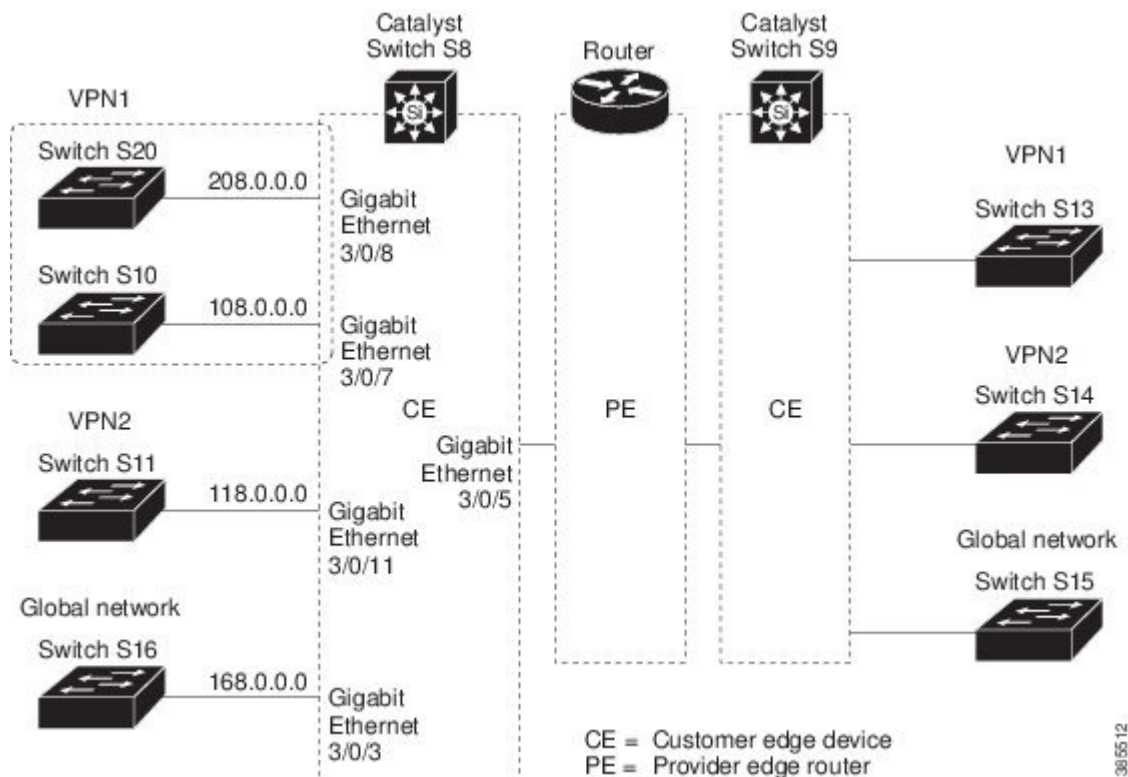 Catalyst
Switch S8
Router
Catalyst
Switch S9
Si
Si
VPN1
Switch S20
208.0.0.0
Gigabit
Ethernet
3/0/8
Switch S10
108.0.0.0
Gigabit
Ethernet
3/0/7
VPN2
Switch S11
118.0.0.0
Gigabit
Ethernet
3/0/11
Global network
Switch S16
168.0.0.0
Gigabit
Ethernet
3/0/3
CE
Gigabit
Ethernet
3/0/5
PE
CE
VPN1
Switch S13
VPN2
Switch S14
Global network
Switch S15
CE = Customer edge device
PE = Provider edge router
385512